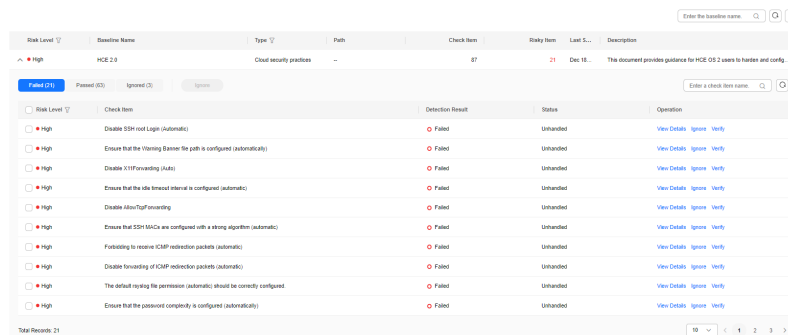 Enter the baseline name.
Risk Level Baseline Name Type Path Check Item Risky Item Last S... Description
High HCE 2.0 Cloud security practices -- 87 21 Dec 18... This document provides guidance for HCE OS 2 users to harden and config...
Failed (21) Passed (63) Ignored (3) Ignore Enter a check item name.
Risk Level Check Item Detection Result Status Operation
High Disable SSH root Login (Automatic) Failed Unhandled View Details Ignore Verify
High Ensure that the Warning Banner file path is configured (automatically) Failed Unhandled View Details Ignore Verify
High Disable X11Forwarding (Auto) Failed Unhandled View Details Ignore Verify
High Ensure that the idle timeout interval is configured (automatic) Failed Unhandled View Details Ignore Verify
High Disable AllowTcpForwarding Failed Unhandled View Details Ignore Verify
High Ensure that SSH MACs are configured with a strong algorithm (automatic) Failed Unhandled View Details Ignore Verify
High Forbidding to receive ICMP redirection packets (automatic) Failed Unhandled View Details Ignore Verify
High Disable forwarding of ICMP redirection packets (automatic) Failed Unhandled View Details Ignore Verify
High The default rsyslog file permission (automatic) should be correctly configured. Failed Unhandled View Details Ignore Verify
High Ensure that the password complexity is configured (automatically) Failed Unhandled View Details Ignore Verify
Total Records: 21 10 < 1 2 3 >